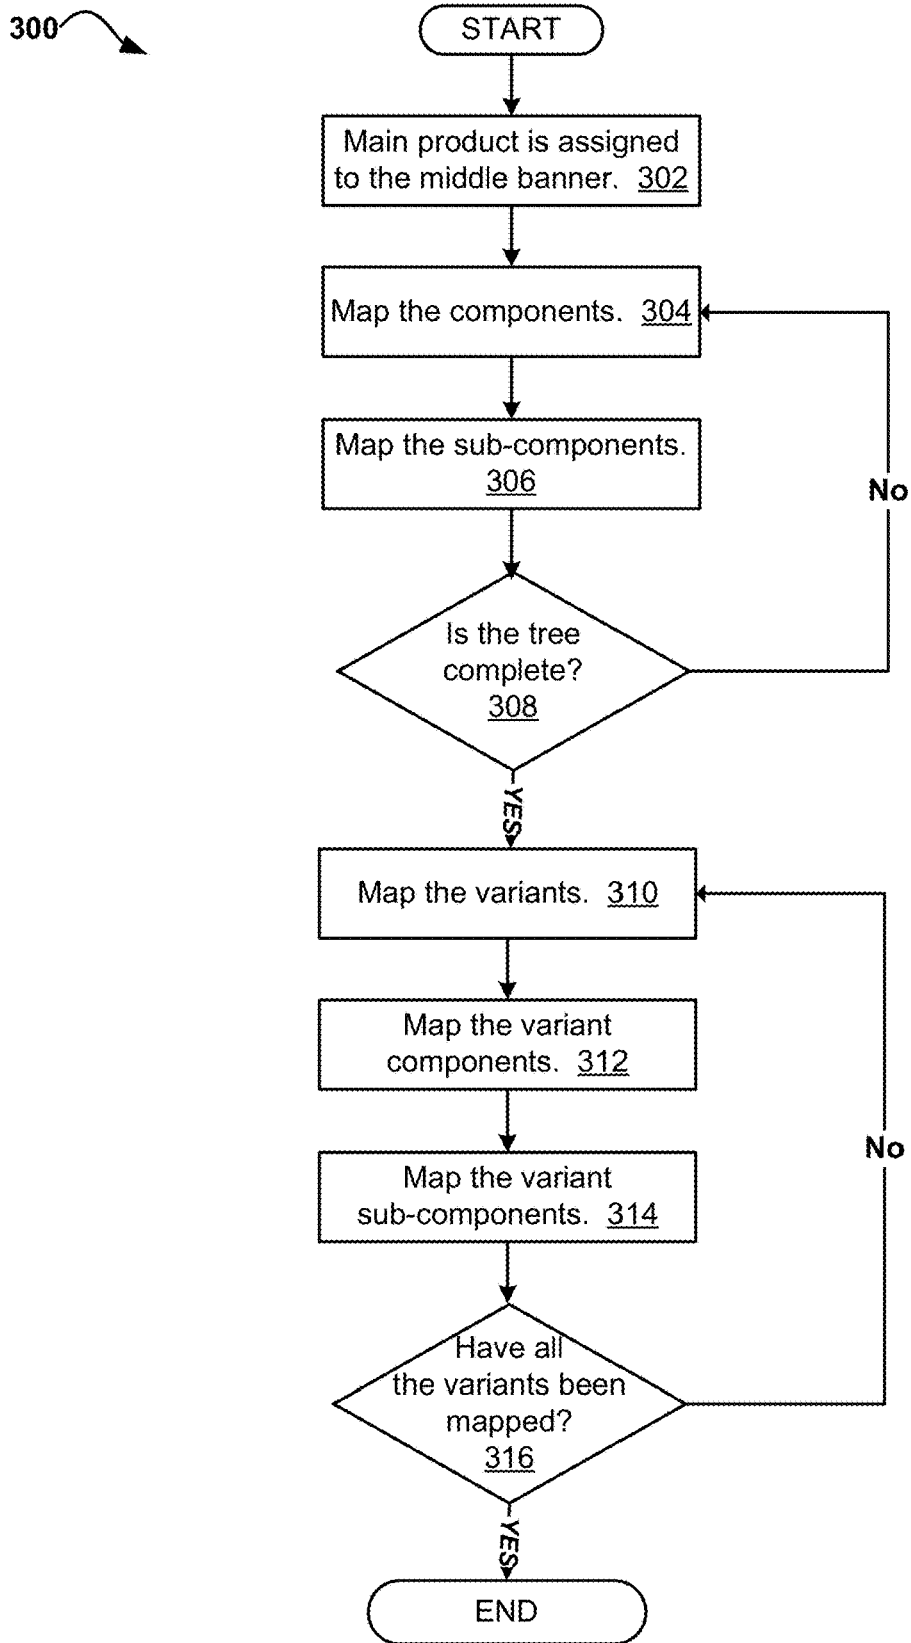 300
START
Main product is assigned
to the middle banner. 302
Map the components. 304
Map the sub-components.
306
No
Is the tree
complete?
308
YES
Map the variants. 310
Map the variant
components. 312
No
Map the variant
sub-components. 314
Have all
the variants been
mapped?
316
YES
END